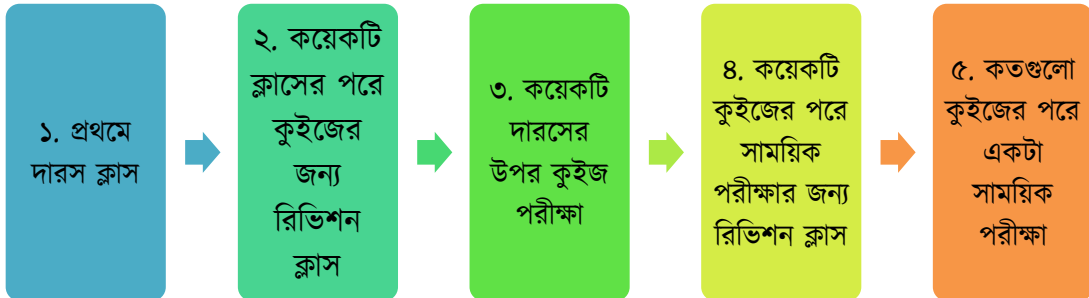 ১. প্রথমে
দারস ক্লাস
২. কয়েকটি
ক্লাসের পরে
কুইজের
জন্য
রিভিশন
ক্লাস
৩. কয়েকটি
দারসের
উপর কুইজ
পরীক্ষা
৪. কয়েকটি
কুইজের পরে
সাময়িক
পরীক্ষার জন্য
রিভিশন ক্লাস
৫. কতগুলো
কুইজের পরে
একটা
সাময়িক
পরীক্ষা